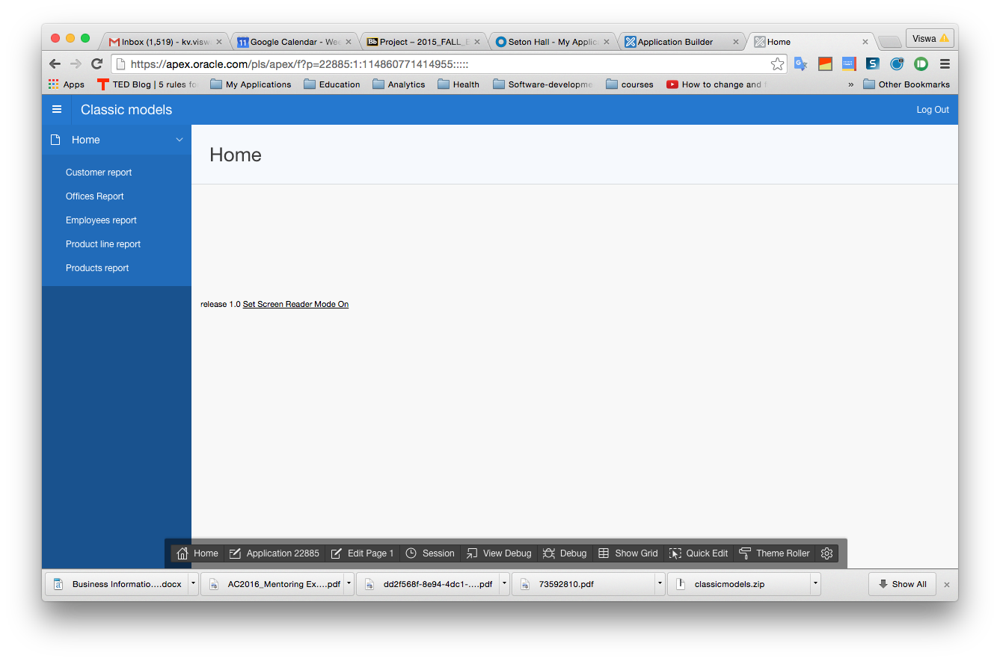 Inbox (1,519) - kv.visw
11 Google Calendar - Wee
Bb Project – 2015_FALL_E
Seton Hall - My Applic
Application Builder
Home
Viswa
https://apex.oracle.com/pls/apex/f?p=22885:1:114860771414955:::::
Apps
TED Blog | 5 rules fo
My Applications
Education
Analytics
Health
Software-developme
courses
How to change and
»
Other Bookmarks
Classic models
Log Out
Home
Customer report
Offices Report
Employees report
Product line report
Products report
Home
release 1.0 Set Screen Reader Mode On
Home
Application 22885
Edit Page 1
Session
View Debug
Debug
Show Grid
Quick Edit
Theme Roller
Business Informatio....docx
AC2016_Mentoring Ex....pdf
dd2f568f-8e94-4dc1-....pdf
73592810.pdf
classicmodels.zip
Show All